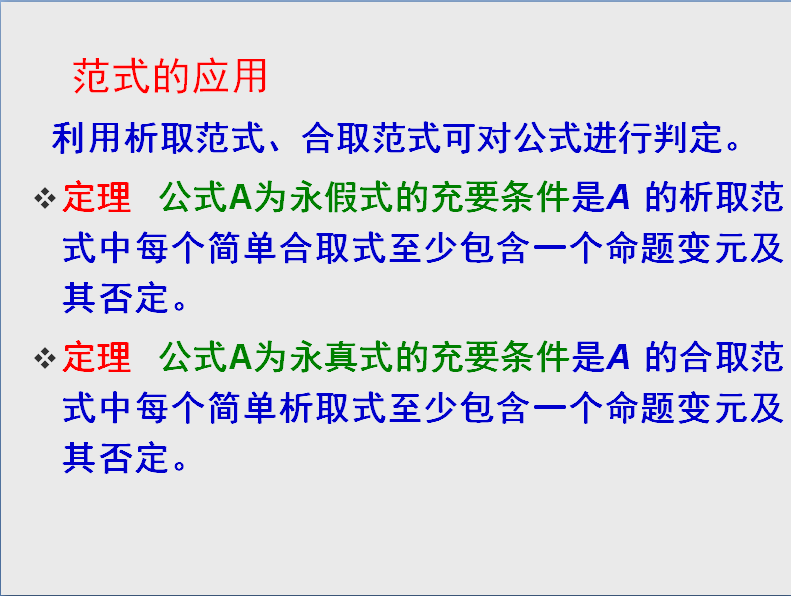 范式的应用
利用析取范式、合取范式可对公式进行判定。
❖定理 公式A为永假式的充要条件是A 的析取范
式中每个简单合取式至少包含一个命题变元及
其否定。
❖定理 公式A为永真式的充要条件是A 的合取范
式中每个简单析取式至少包含一个命题变元及
其否定。